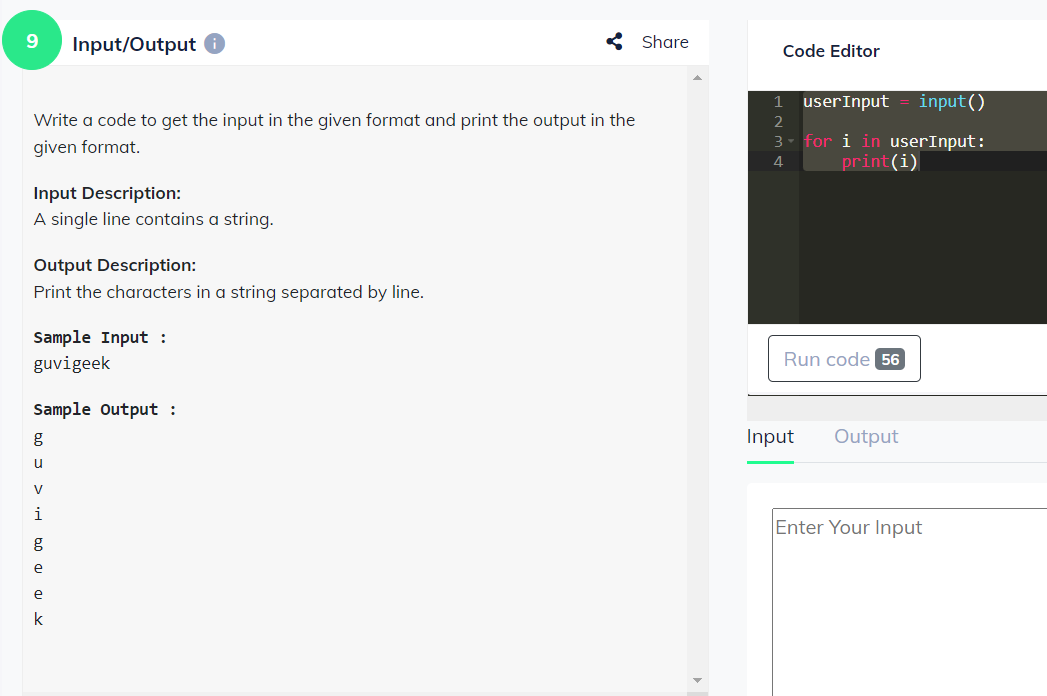 9
Input/Output i
Share
Write a code to get the input in the given format and print the output in the
given format.
Input Description:
A single line contains a string.
Output Description:
Print the characters in a string separated by line.
Sample Input :
guvigeek
Sample Output :
g
u
v
i
g
e
e
k
Code Editor
1 userInput = input()
2
3 for i in userInput:
4     print(i)
Run code 56
Input Output
Enter Your Input